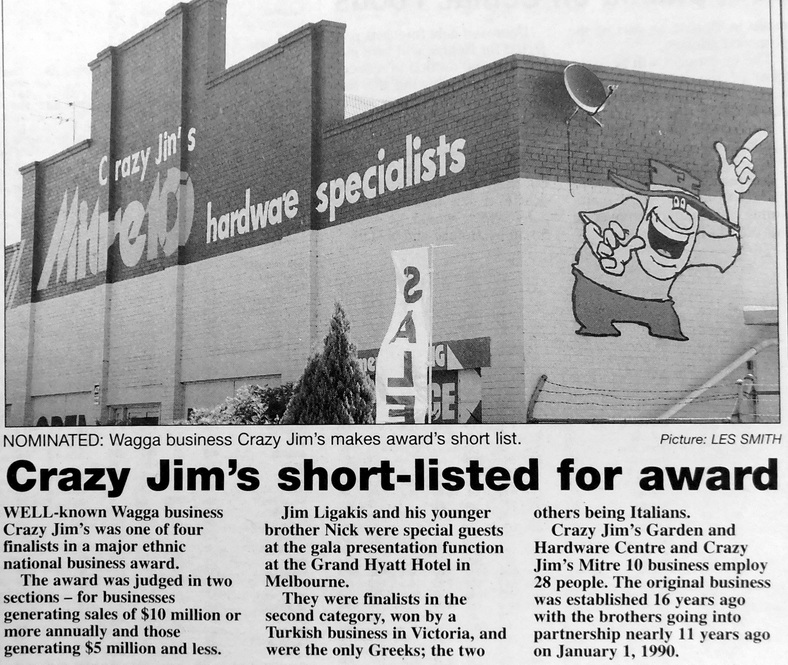 Crazy Jim's
Mitre 10 hardware specialists
SALE
NOMINATED: Wagga business Crazy Jim's makes award's short list.
Picture: LES SMITH
Crazy Jim's short-listed for award
WELL-known Wagga business
Crazy Jim's was one of four
finalists in a major ethnic
national business award.
The award was judged in two
sections – for businesses
generating sales of $10 million or
more annually and those
generating $5 million and less.
Jim Ligakis and his younger
brother Nick were special guests
at the gala presentation function
at the Grand Hyatt Hotel in
Melbourne.
They were finalists in the
second category, won by a
Turkish business in Victoria, and
were the only Greeks; the two
others being Italians.
Crazy Jim's Garden and
Hardware Centre and Crazy
Jim's Mitre 10 business employ
28 people. The original business
was established 16 years ago
with the brothers going into
partnership nearly 11 years ago
on January 1, 1990.